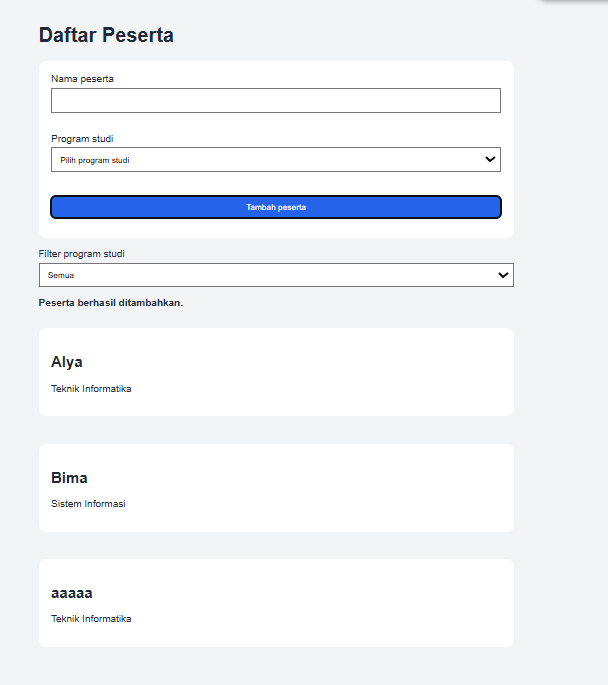 Daftar Peserta
Nama peserta
Program studi
Pilih program studi
Tambah peserta
Filter program studi
Semua
Peserta berhasil ditambahkan.
Alya
Teknik Informatika
Bima
Sistem Informasi
aaaaa
Teknik Informatika